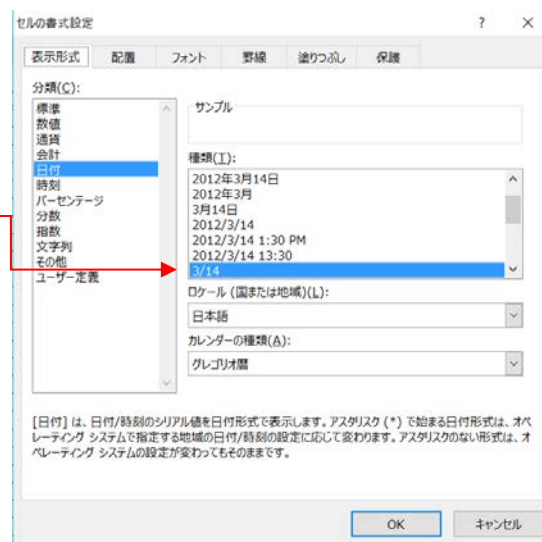 セルの書式設定
?
×
表示形式
配置
フォント
罫線
塗りつぶし
保護
分類(C):
標準
数値
通貨
会計
日付
時刻
パーセンテージ
分数
指数
文字列
その他
ユーザー定義
サンプル
種類(T):
2012年3月14日
2012年3月
3月14日
2012/3/14
2012/3/14 1:30 PM
2012/3/14 13:30
3/14
ロケール (国または地域)(L):
日本語
カレンダーの種類(A):
グレゴリオ暦
[日付] は、日付/時刻のシリアル値を日付形式で表示します。アスタリスク (*) で始まる日付形式は、オペ
レーティング システムで指定する地域の日付/時刻の設定に応じて変わります。アスタリスクのない形式は、オ
ペレーティング システムの設定が変わってもそのままです。
OK
キャンセル